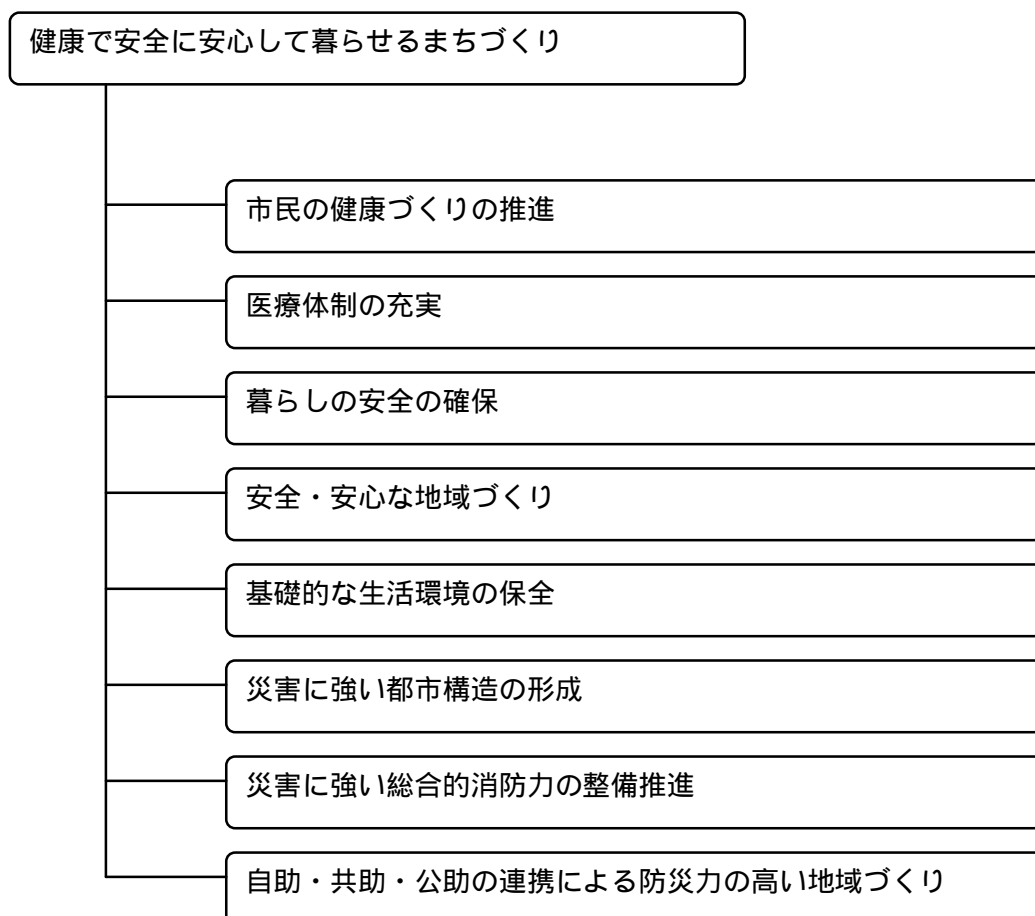 健康で安全に安心して暮らせるまちづくり
市民の健康づくりの推進
医療体制の充実
暮らしの安全の確保
安全・安心な地域づくり
基礎的な生活環境の保全
災害に強い都市構造の形成
災害に強い総合的消防力の整備推進
自助・共助・公助の連携による防災力の高い地域づくり